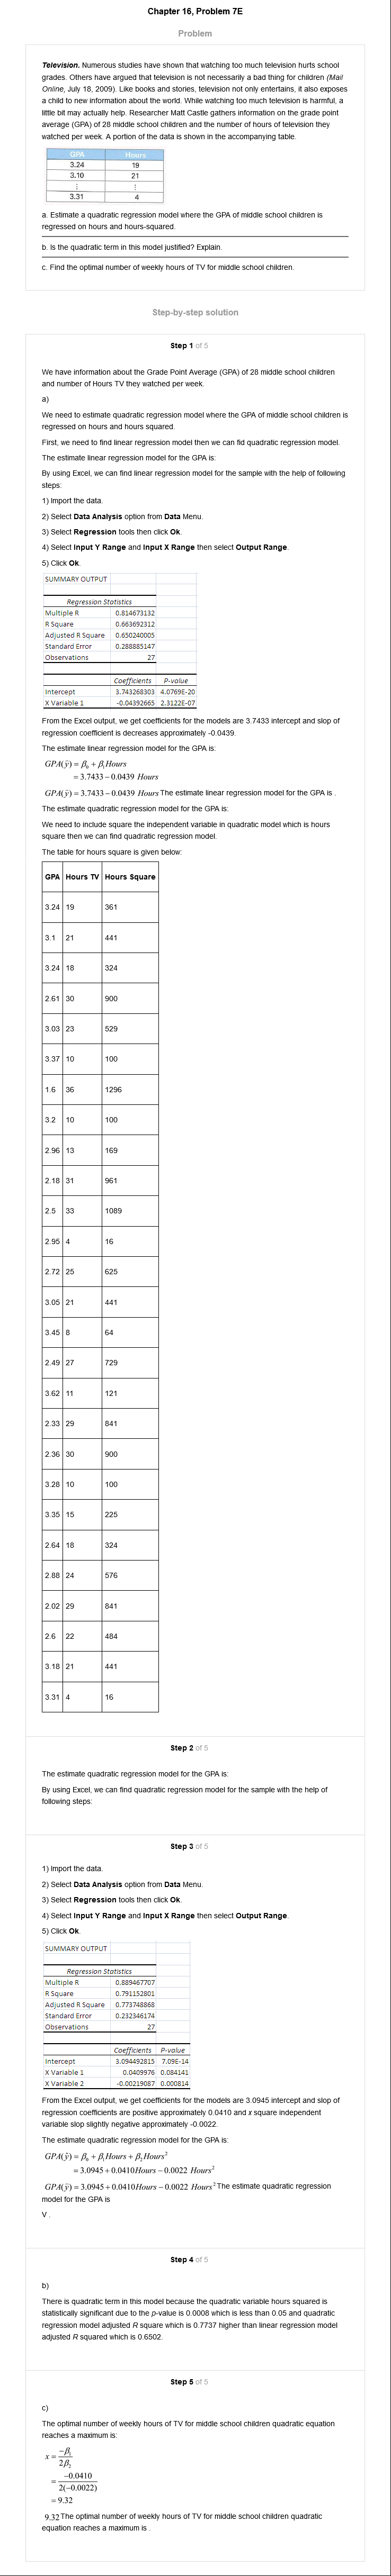 Chapter 16, Problem 7E
Problem
Television. Numerous studies have shown that watching too much television hurts school
grades. Others have argued that television is not necessarily a bad thing for children (Mail
Online, July 18, 2009). Like books and stories, television not only entertains, it also exposes
a child to new information about the world. While watching too much television is harmful, a
little bit may actually help. Researcher Matt Castle gathers information on the grade point
average (GPA) of 28 middle school children and the number of hours of television they
watched per week. A portion of the data is shown in the accompanying table.
GPA Hours
3.24 19
3.10 21
⋮ ⋮
3.31 4
a. Estimate a quadratic regression model where the GPA of middle school children is
regressed on hours and hours-squared.
b. Is the quadratic term in this model justified? Explain.
c. Find the optimal number of weekly hours of TV for middle school children.
Step-by-step solution
Step 1 of 5
We have information about the Grade Point Average (GPA) of 28 middle school children
and number of Hours TV they watched per week.
a)
We need to estimate quadratic regression model where the GPA of middle school children is
regressed on hours and hours squared.
First, we need to find linear regression model then we can fid quadratic regression model.
The estimate linear regression model for the GPA is:
By using Excel, we can find linear regression model for the sample with the help of following
steps:
1) Import the data.
2) Select Data Analysis option from Data Menu.
3) Select Regression tools then click Ok.
4) Select Input Y Range and Input X Range then select Output Range.
5) Click Ok.
SUMMARY OUTPUT
Regression Statistics
Multiple R 0.814673132
R Square 0.663692312
Adjusted R Square 0.650240005
Standard Error 0.288885147
Observations 27
Coefficients P-value
Intercept 3.743268303 4.0769E-20
X Variable 1 -0.04392665 2.3122E-07
From the Excel output, we get coefficients for the models are 3.7433 intercept and slop of
regression coefficient is decreases approximately -0.0439.
The estimate linear regression model for the GPA is:
GPA(ŷ) = β₀ + β₁Hours
= 3.7433 – 0.0439 Hours
GPA(ŷ) = 3.7433 – 0.0439 Hours The estimate linear regression model for the GPA is .
The estimate quadratic regression model for the GPA is:
We need to include square the independent variable in quadratic model which is hours
square then we can find quadratic regression model.
The table for hours square is given below:
GPA Hours TV Hours Square
3.24 19 361
3.1 21 441
3.24 18 324
2.61 30 900
3.03 23 529
3.37 10 100
1.6 36 1296
3.2 10 100
2.96 13 169
2.18 31 961
2.5 33 1089
2.95 4 16
2.72 25 625
3.05 21 441
3.45 8 64
2.49 27 729
3.62 11 121
2.33 29 841
2.36 30 900
3.28 10 100
3.35 15 225
2.64 18 324
2.88 24 576
2.02 29 841
2.6 22 484
3.18 21 441
3.31 4 16
Step 2 of 5
The estimate quadratic regression model for the GPA is:
By using Excel, we can find quadratic regression model for the sample with the help of
following steps:
Step 3 of 5
1) Import the data.
2) Select Data Analysis option from Data Menu.
3) Select Regression tools then click Ok.
4) Select Input Y Range and Input X Range then select Output Range.
5) Click Ok.
SUMMARY OUTPUT
Regression Statistics
Multiple R 0.889467707
R Square 0.791152801
Adjusted R Square 0.773748868
Standard Error 0.232346174
Observations 27
Coefficients P-value
Intercept 3.094492815 7.09E-14
X Variable 1 0.0409976 0.084141
X Variable 2 -0.00219087 0.000814
From the Excel output, we get coefficients for the models are 3.0945 intercept and slop of
regression coefficients are positive approximately 0.0410 and x square independent
variable slop slightly negative approximately -0.0022.
The estimate quadratic regression model for the GPA is:
GPA(ŷ) = β₀ + β₁Hours + β₂Hours²
= 3.0945 + 0.0410Hours – 0.0022 Hours²
GPA(ŷ) = 3.0945 + 0.0410Hours – 0.0022 Hours² The estimate quadratic regression
model for the GPA is
V .
Step 4 of 5
b)
There is quadratic term in this model because the quadratic variable hours squared is
statistically significant due to the p-value is 0.0008 which is less than 0.05 and quadratic
regression model adjusted R square which is 0.7737 higher than linear regression model
adjusted R squared which is 0.6502.
Step 5 of 5
c)
The optimal number of weekly hours of TV for middle school children quadratic equation
reaches a maximum is:
x = –β₁ / 2β₂
= –0.0410 / 2(–0.0022)
= 9.32
9.32 The optimal number of weekly hours of TV for middle school children quadratic
equation reaches a maximum is .